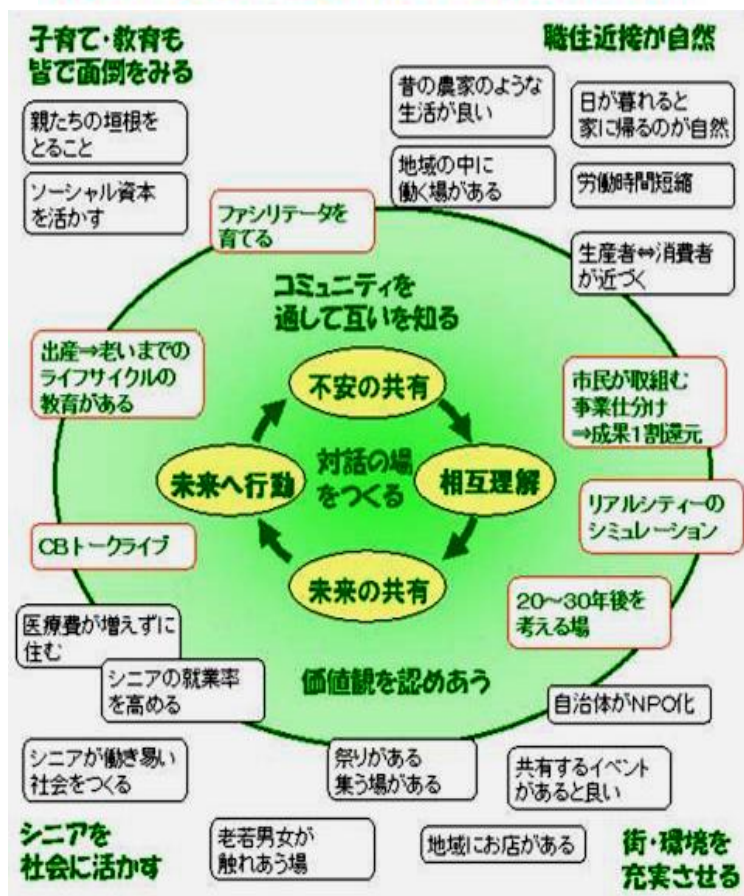 子育て・教育も
皆で面倒をみる
職住近接が自然
親たちの垣根を
とること
ソーシャル資本
を活かす
昔の農家のような
生活が良い
日が暮れると
家に帰るのが自然
地域の中に
働く場がある
労働時間短縮
生産者⇔消費者
が近づく
ファシリテータを
育てる
コミュニティを
通して互いを知る
出産⇒老いまでの
ライフサイクルの
教育がある
市民が取組む
事業仕分け
⇒成果1割還元
不安の共有
未来へ行動
対話の場
をつくる
相互理解
未来の共有
リアルシティーの
シミュレーション
CBトークライブ
20〜30年後を
考える場
医療費が増えずに
住む
シニアの就業率
を高める
価値観を認めあう
自治体がNPO化
シニアが働き易い
社会をつくる
祭りがある
集う場がある
共有するイベント
があると良い
シニアを
社会に活かす
老若男女が
触れあう場
地域にお店がある
街・環境を
充実させる